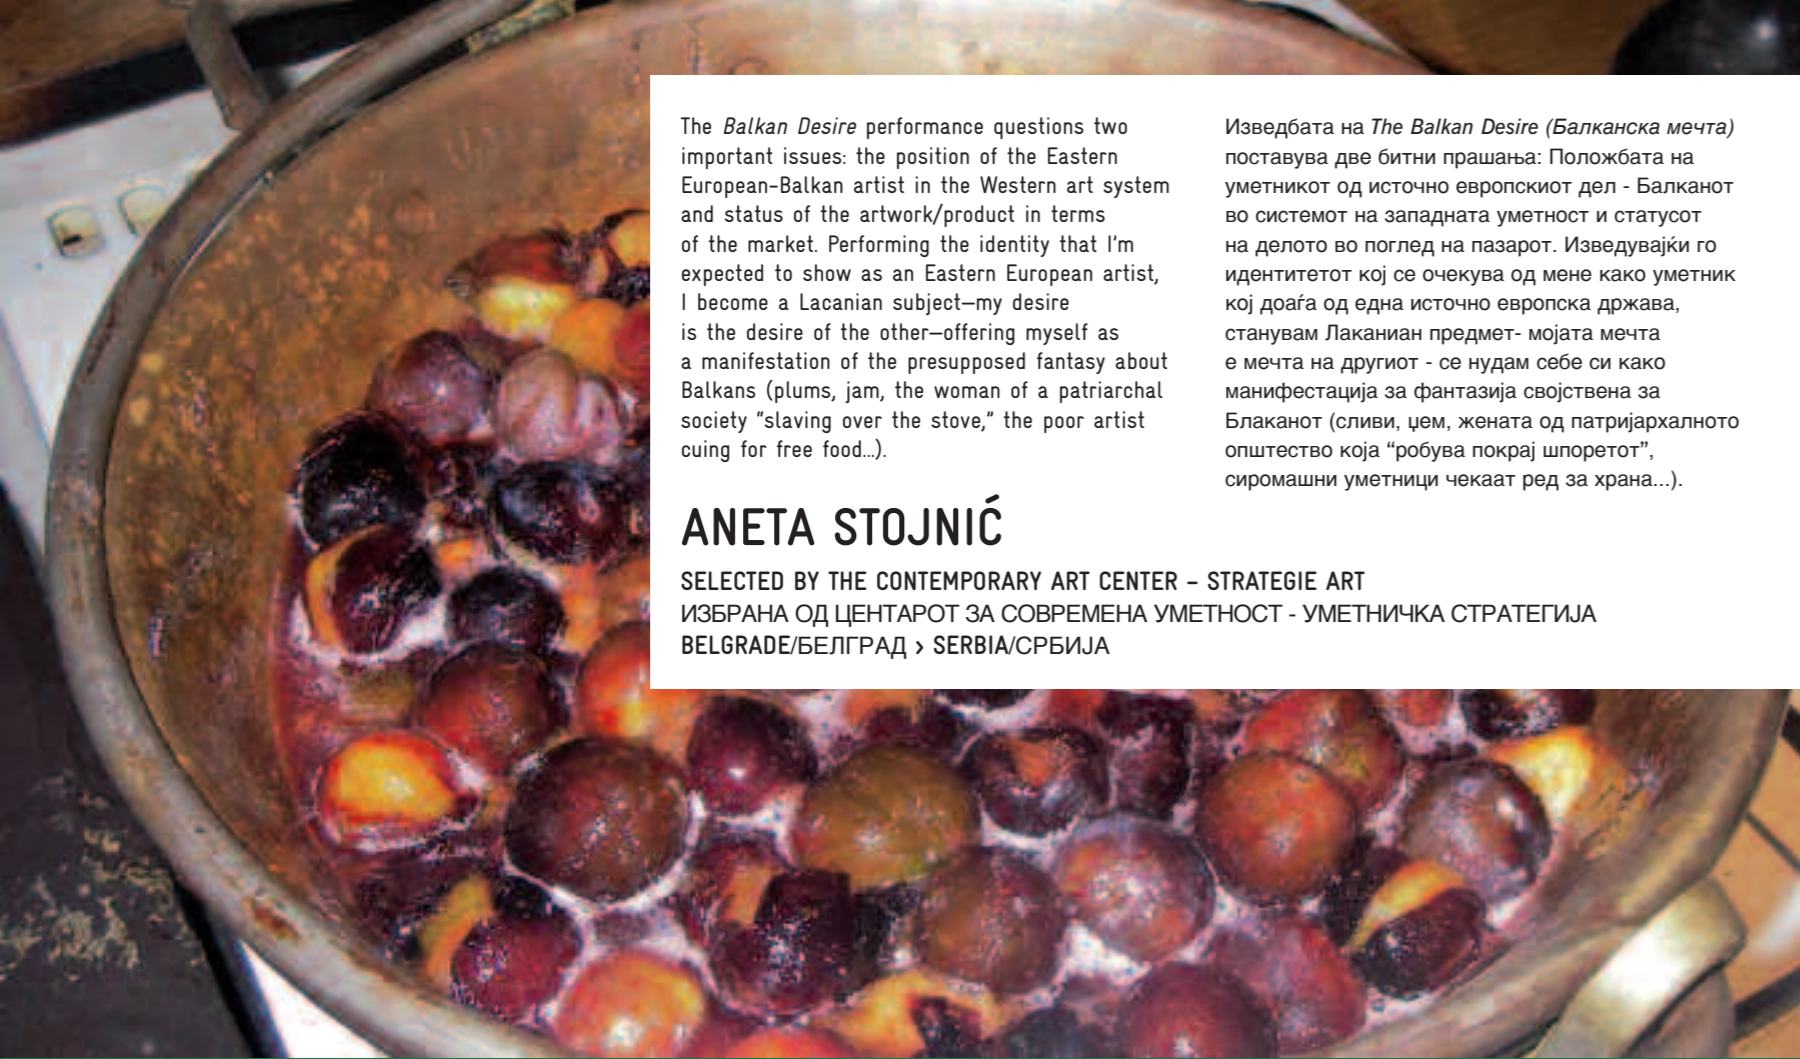 The Balkan Desire performance questions two
important issues: the position of the Eastern
European-Balkan artist in the Western art system
and status of the artwork/product in terms
of the market. Performing the identity that I'm
expected to show as an Eastern European artist,
I become a Lacanian subject—my desire
is the desire of the other—offering myself as
a manifestation of the presupposed fantasy about
Balkans (plums, jam, the woman of a patriarchal
society “slaving over the stove,” the poor artist
cuing for free food...).
Изведбата на The Balkan Desire (Балканска мечта)
поставува две битни прашања: Положбата на
уметникот од источно европскиот дел - Балканот
во системот на западната уметност и статусот
на делото во поглед на пазарот. Изведувајќи го
идентитетот кој се очекува од мене како уметник
кој доаѓа од една источно европска држава,
станувам Лаканиан предмет- мојата мечта
е мечта на другиот - се нудам себе си како
манифестација за фантазија својствена за
Блаканот (сливи, џем, жената од патријархалното
општество која “робува покрај шпоретот”,
сиромашни уметници чекаат ред за храна...).
ANETA STOJNIĆ
SELECTED BY THE CONTEMPORARY ART CENTER – STRATEGIE ART
ИЗБРАНА ОД ЦЕНТАРОТ ЗА СОВРЕМЕНА УМЕТНОСТ - УМЕТНИЧКА СТРАТЕГИЈА
BELGRADE/БЕЛГРАД > SERBIA/СРБИЈА